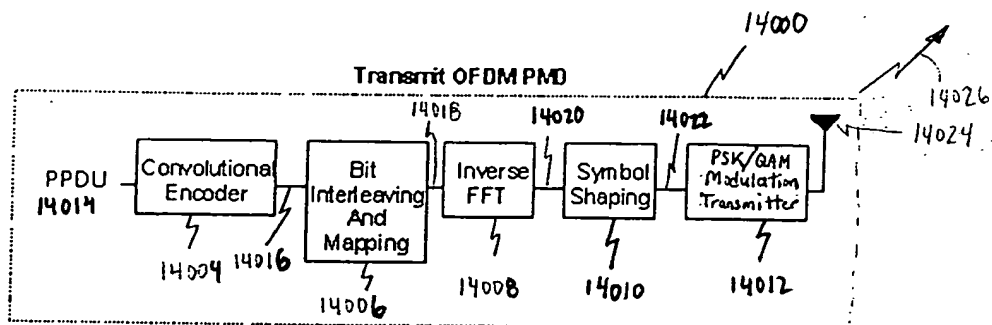 14000
Transmit OFDM PMD
14026
14024
14018
14020
14022
PPDU
14014
Convolutional
Encoder
Bit
Interleaving
And
Mapping
Inverse
FFT
Symbol
Shaping
PSK/QAM
Modulation
Transmitter
14004
14016
14006
14008
14010
14012